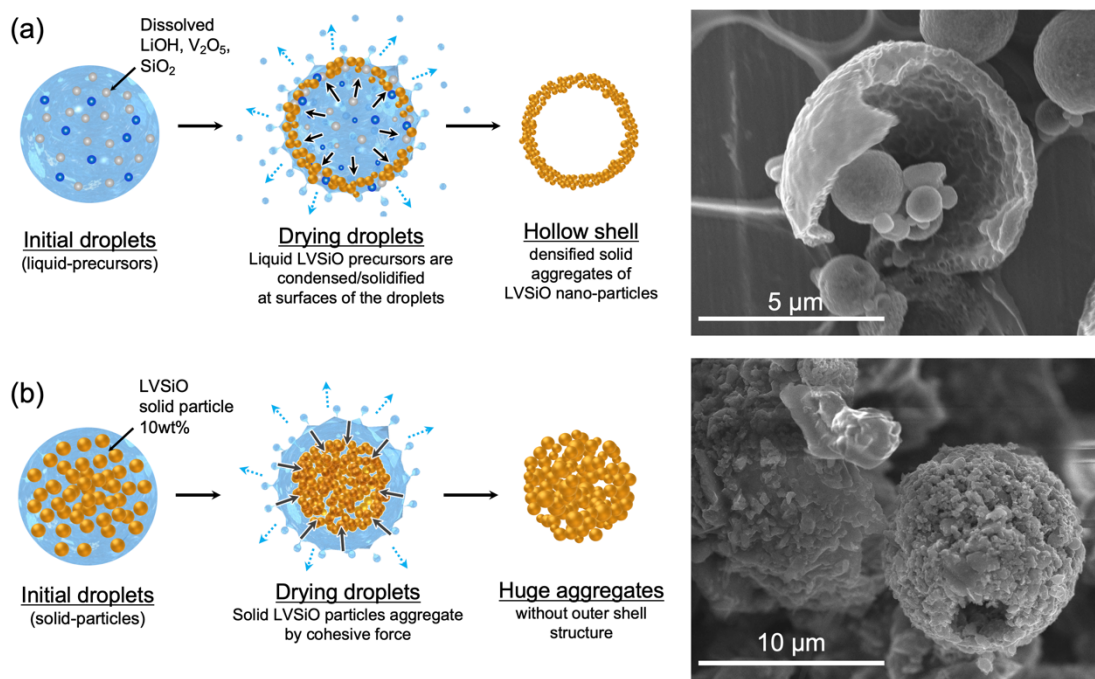 (a)
Dissolved
LiOH, V₂O₅,
SiO₂
Initial droplets
(liquid-precursors)
Drying droplets
Liquid LVSiO precursors are
condensed/solidified
at surfaces of the droplets
Hollow shell
densified solid
aggregates of
LVSiO nano-particles
5 µm
(b)
LVSiO
solid particle
10wt%
Initial droplets
(solid-particles)
Drying droplets
Solid LVSiO particles aggregate
by cohesive force
Huge aggregates
without outer shell
structure
10 µm